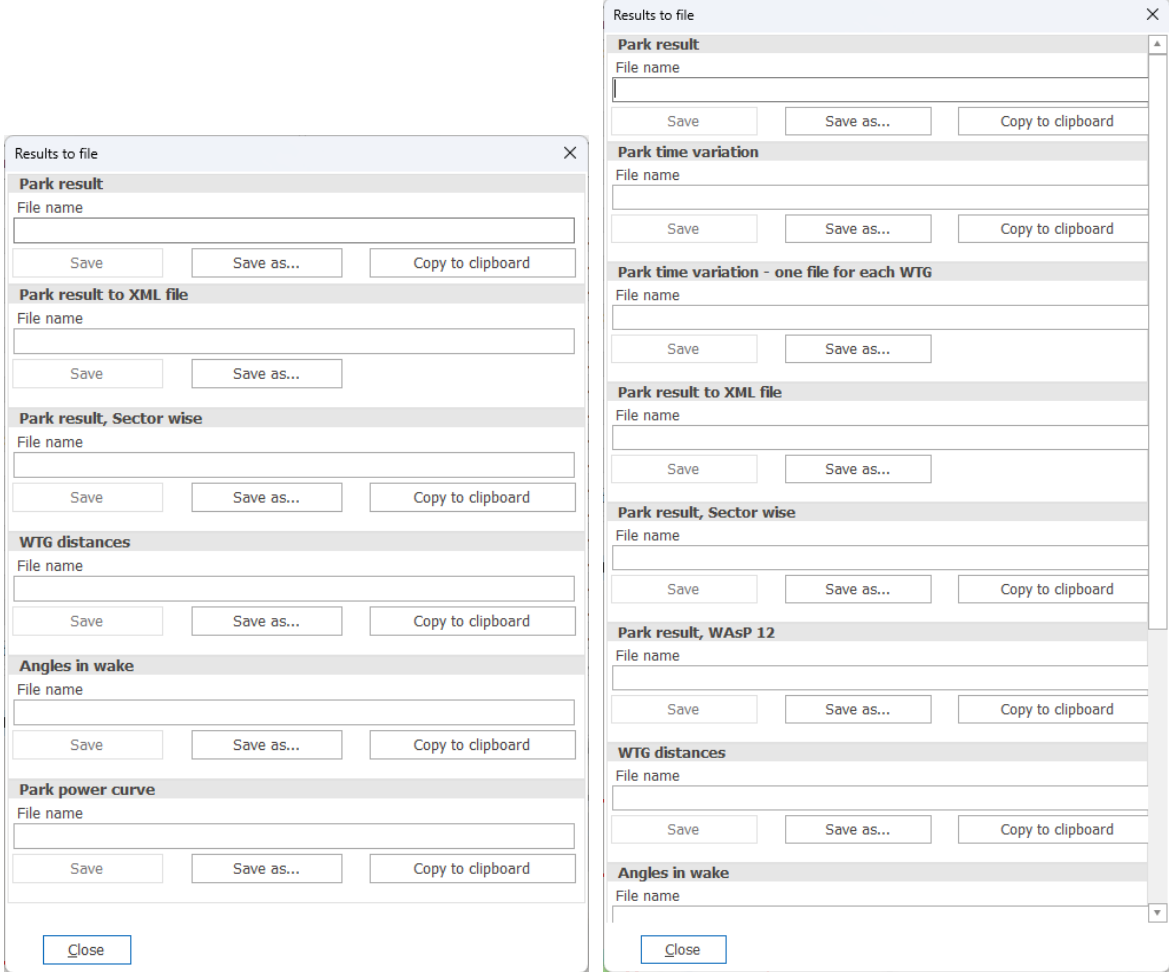 Results to file
Park result
File name
Save Save as... Copy to clipboard
Park result to XML file
File name
Save Save as...
Park result, Sector wise
File name
Save Save as... Copy to clipboard
WTG distances
File name
Save Save as... Copy to clipboard
Angles in wake
File name
Save Save as... Copy to clipboard
Park power curve
File name
Save Save as... Copy to clipboard
Close
Results to file
Park result
File name
Save Save as... Copy to clipboard
Park time variation
File name
Save Save as... Copy to clipboard
Park time variation - one file for each WTG
File name
Save Save as...
Park result to XML file
File name
Save Save as...
Park result, Sector wise
File name
Save Save as... Copy to clipboard
Park result, WAsP 12
File name
Save Save as... Copy to clipboard
WTG distances
File name
Save Save as... Copy to clipboard
Angles in wake
File name
Close